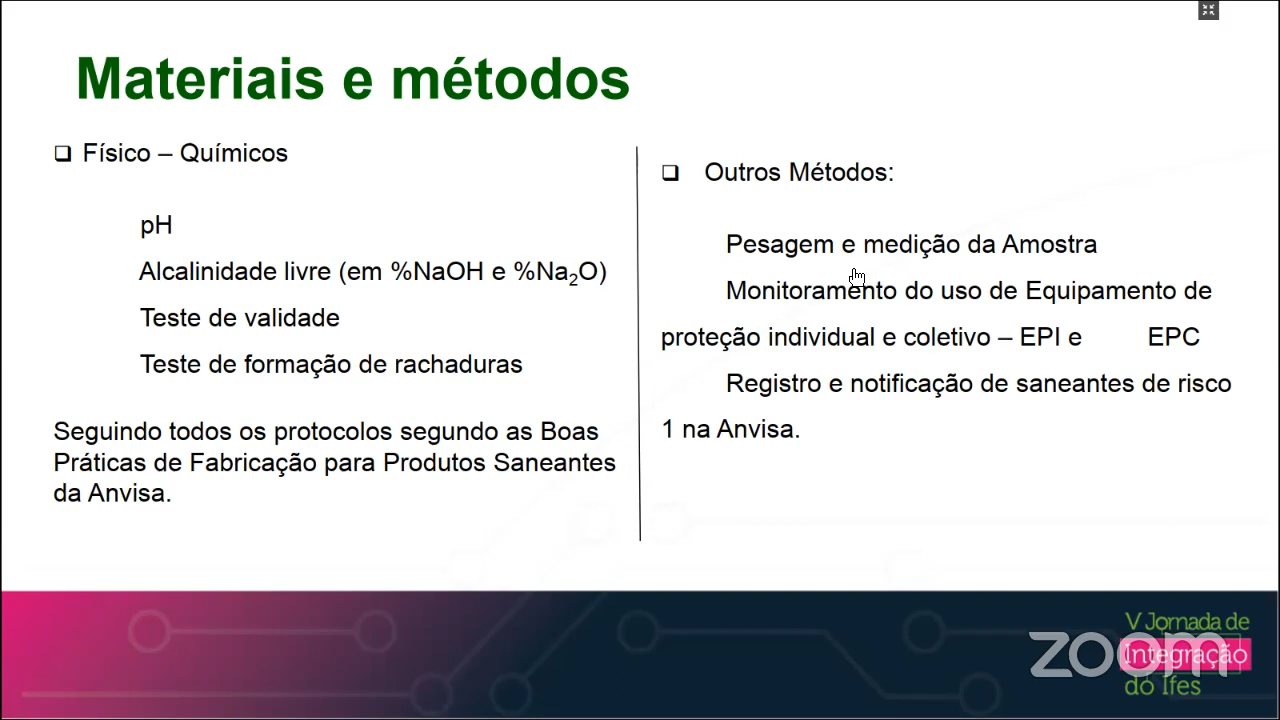 Materiais e métodos
❑ Físico – Químicos
pH
Alcalinidade livre (em %NaOH e %Na₂O)
Teste de validade
Teste de formação de rachaduras
Seguindo todos os protocolos segundo as Boas
Práticas de Fabricação para Produtos Saneantes
da Anvisa.
❑ Outros Métodos:
Pesagem e medição da Amostra
Monitoramento do uso de Equipamento de
proteção individual e coletivo – EPI e EPC
Registro e notificação de saneantes de risco
1 na Anvisa.
V Jornada de
Integração
do Ifes
zoom